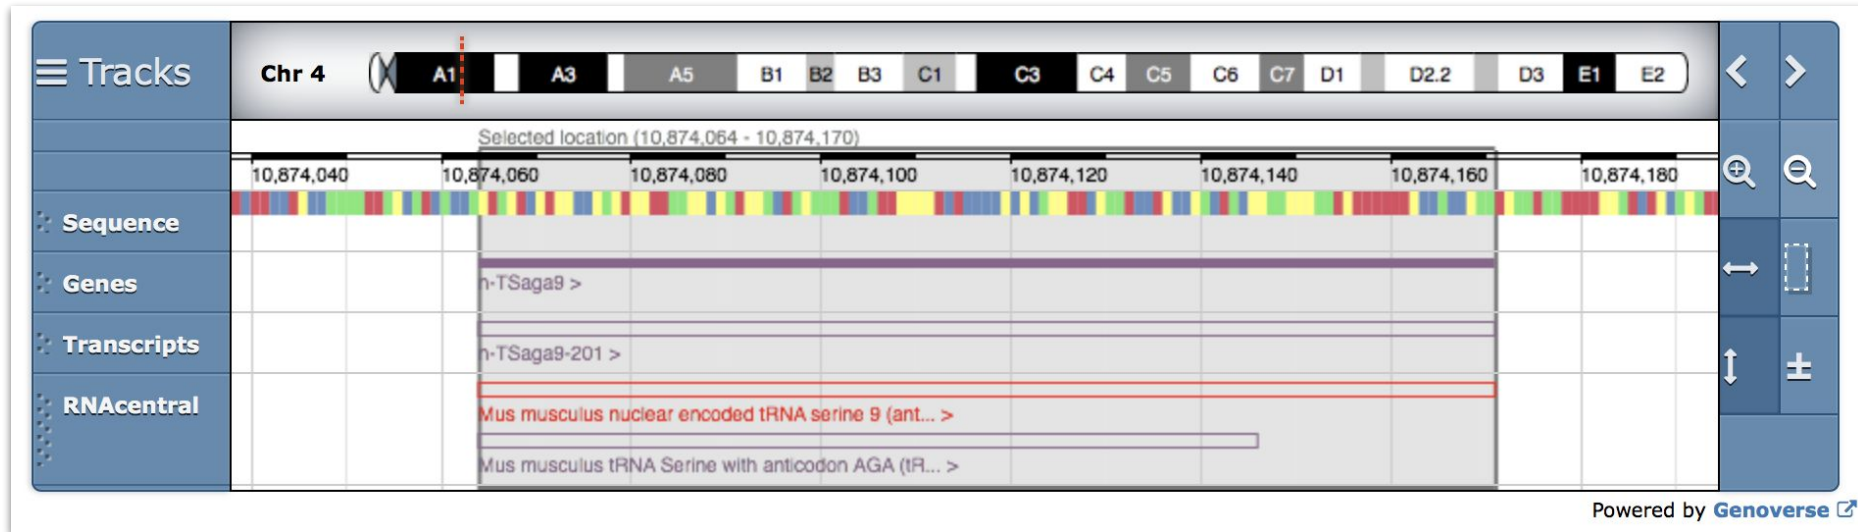 Tracks
Chr 4
A1 A3 A5 B1 B2 B3 C1 C3 C4 C5 C6 C7 D1 D2.2 D3 E1 E2
Selected location (10,874,064 - 10,874,170)
10,874,040 10,874,060 10,874,080 10,874,100 10,874,120 10,874,140 10,874,160 10,874,180
Sequence
Genes
n-TSaga9 >
Transcripts
n-TSaga9-201 >
RNAcentral
Mus musculus nuclear encoded tRNA serine 9 (ant... >
Mus musculus tRNA Serine with anticodon AGA (tR... >
Powered by Genoverse